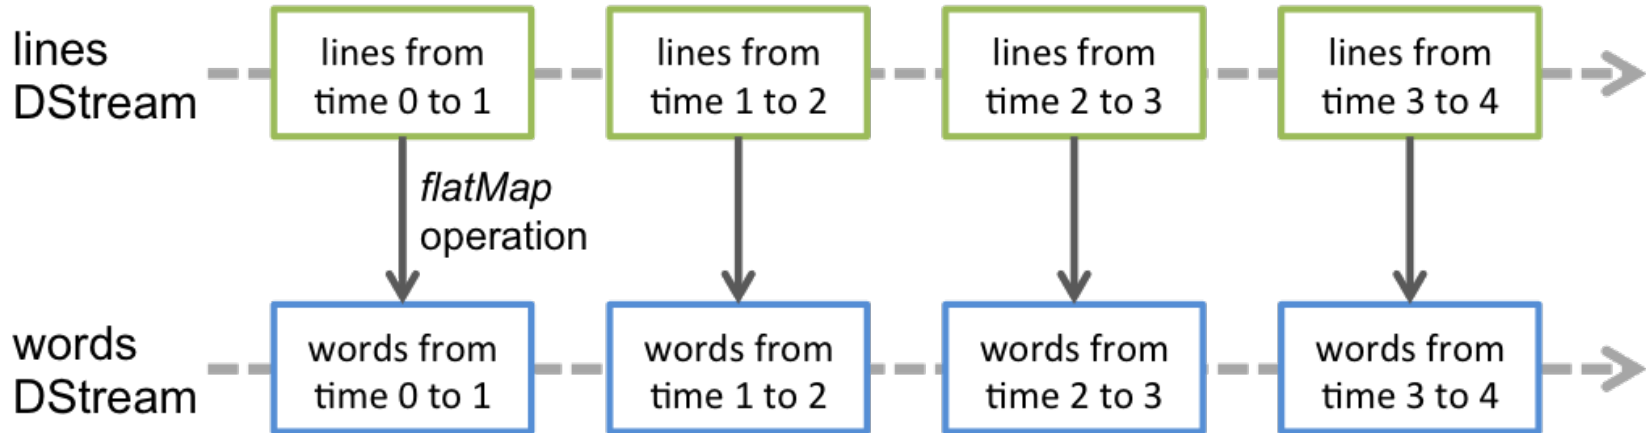 lines
DStream
lines from
time 0 to 1
lines from
time 1 to 2
lines from
time 2 to 3
lines from
time 3 to 4
flatMap
operation
words
DStream
words from
time 0 to 1
words from
time 1 to 2
words from
time 2 to 3
words from
time 3 to 4